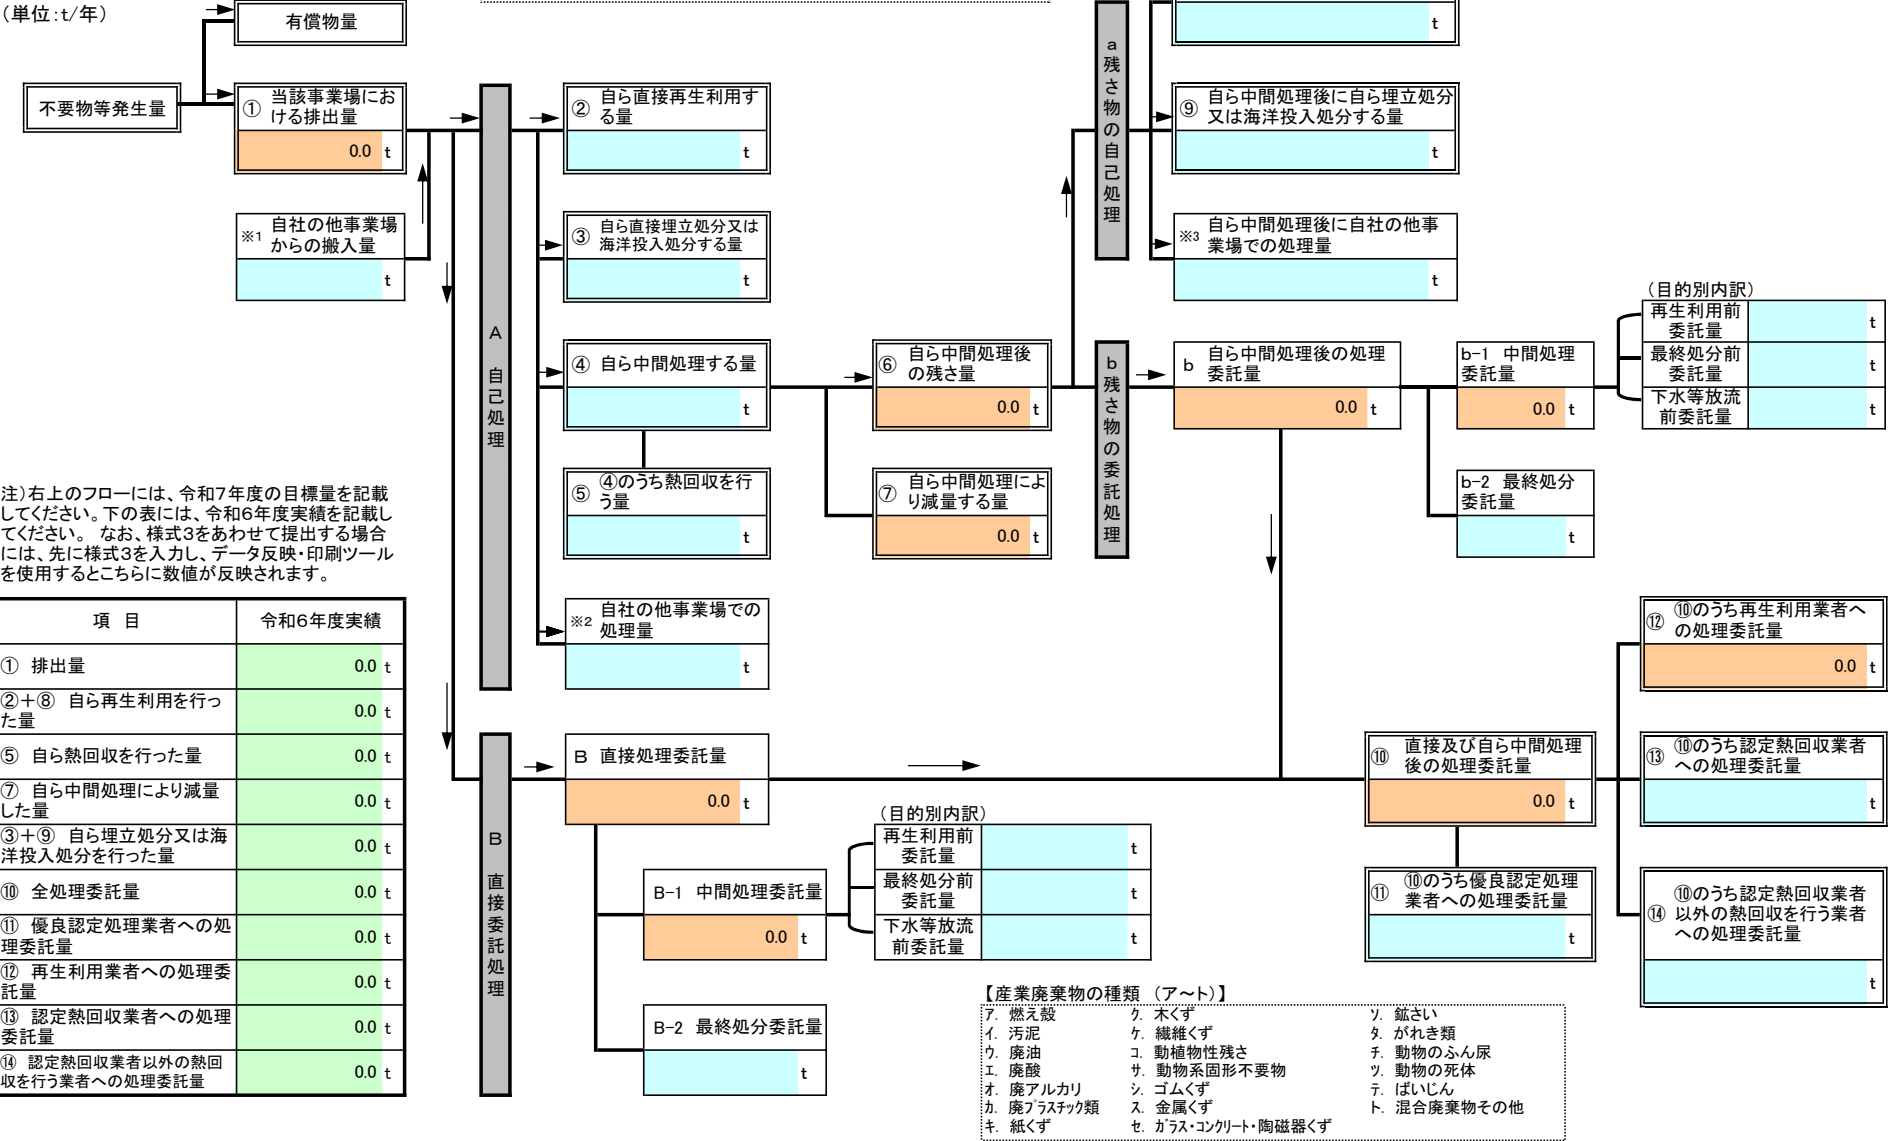 （単位：t/年）
有償物量
不要物等発生量
① 当該事業場にお
ける排出量
0.0 t
※1 自社の他事業場
からの搬入量
t
A 自己処理
② 自ら直接再生利用す
る量
t
③ 自ら直接埋立処分又は
海洋投入処分する量
t
④ 自ら中間処理する量
t
⑤ ④のうち熱回収を行
う量
t
※2 自社の他事業場での
処理量
t
⑥ 自ら中間処理後
の残さ量
0.0 t
⑦ 自ら中間処理によ
り減量する量
0.0 t
a 残さ物の自己処理
t
⑨ 自ら中間処理後に自ら埋立処分
又は海洋投入処分する量
t
※3 自ら中間処理後に自社の他事
業場での処理量
t
b 残さ物の委託処理
b 自ら中間処理後の処理
委託量
0.0 t
b-1 中間処理
委託量
0.0 t
（目的別内訳）
再生利用前
委託量
t
最終処分前
委託量
t
下水等放流
前委託量
t
b-2 最終処分
委託量
t
注）右上のフローには、令和7年度の目標量を記載
してください。下の表には、令和6年度実績を記載し
てください。 なお、様式3をあわせて提出する場合
には、先に様式3を入力し、データ反映・印刷ツール
を使用するとこちらに数値が反映されます。
項 目 令和6年度実績
① 排出量 0.0 t
②＋⑧ 自ら再生利用を行っ
た量 0.0 t
⑤ 自ら熱回収を行った量 0.0 t
⑦ 自ら中間処理により減量
した量 0.0 t
③＋⑨ 自ら埋立処分又は海
洋投入処分を行った量 0.0 t
⑩ 全処理委託量 0.0 t
⑪ 優良認定処理業者への処
理委託量 0.0 t
⑫ 再生利用業者への処理委
託量 0.0 t
⑬ 認定熱回収業者への処理
委託量 0.0 t
⑭ 認定熱回収業者以外の熱回
収を行う業者への処理委託量 0.0 t
B 直接委託処理
B 直接処理委託量
0.0 t
B-1 中間処理委託量
0.0 t
（目的別内訳）
再生利用前
委託量
t
最終処分前
委託量
t
下水等放流
前委託量
t
B-2 最終処分委託量
t
⑩ 直接及び自ら中間処理
後の処理委託量
0.0 t
⑪ ⑩のうち優良認定処理
業者への処理委託量
t
⑫ ⑩のうち再生利用業者へ
の処理委託量
0.0 t
⑬ ⑩のうち認定熱回収業者
への処理委託量
t
⑭ ⑩のうち認定熱回収業者
以外の熱回収を行う業者
への処理委託量
t
【産業廃棄物の種類 （ア～ト）】
ア. 燃え殻 ク. 木くず ソ. 鉱さい
イ. 汚泥 ケ. 繊維くず タ. がれき類
ウ. 廃油 コ. 動植物性残さ チ. 動物のふん尿
エ. 廃酸 サ. 動物系固形不要物 ツ. 動物の死体
オ. 廃アルカリ シ. ゴムくず テ. ばいじん
カ. 廃プラスチック類 ス. 金属くず ト. 混合廃棄物その他
キ. 紙くず セ. ガラス・コンクリート・陶磁器くず